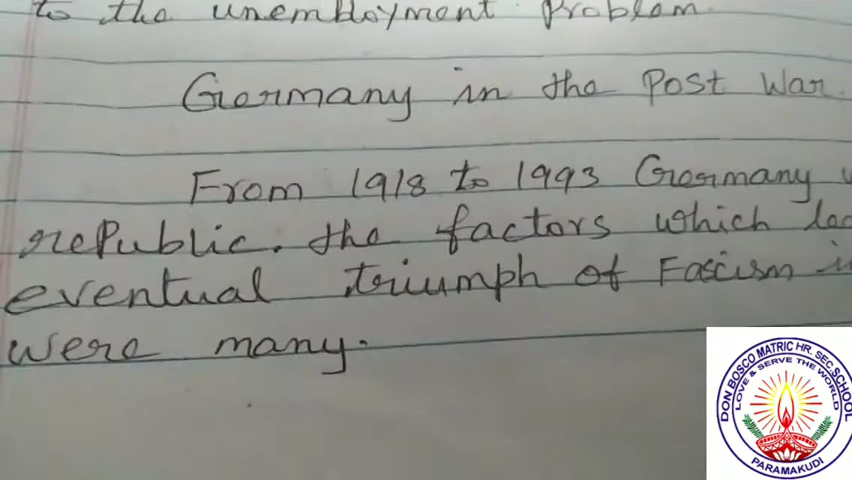 to the unemployment problem.
Germany in the Post War.
From 1918 to 1993 Germany
republic. the factors which
eventual triumph of Fascism
were many.
DON BOSCO MATRIC HR. SEC. SCHOOL
LOVE & SERVE THE WORLD
PARAMAKUDI